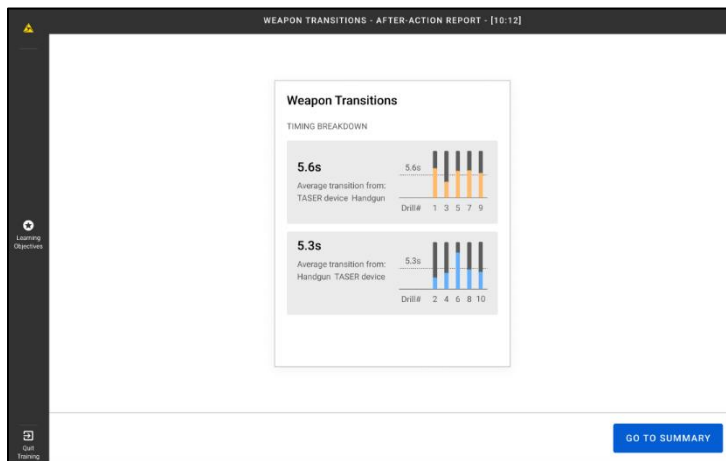 WEAPON TRANSITIONS - AFTER-ACTION REPORT - [10:12]
Learning
Objectives
Quit
Training
Weapon Transitions
TIMING BREAKDOWN
5.6s
Average transition from:
TASER device Handgun
5.6s
Drill# 1 3 5 7 9
5.3s
Average transition from:
Handgun TASER device
5.3s
Drill# 2 4 6 8 10
GO TO SUMMARY